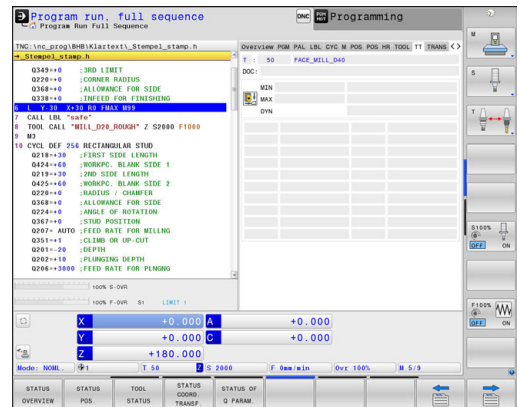 Program run, full sequence
Program Run Full Sequence
DNC
Programming
TNC:\nc_prog\BHB\Klartext\_Stempel_stamp.h
→_Stempel_stamp.h
Q349=+0 ;3RD LIMIT
Q220=+0 ;CORNER RADIUS
Q368=+0 ;ALLOWANCE FOR SIDE
Q338=+0 ;INFEED FOR FINISHING
6 L Y-30 X+30 R0 FMAX M99
7 CALL LBL "safe"
8 TOOL CALL "MILL_D20_ROUGH" Z S2000 F1000
9 M3
10 CYCL DEF 256 RECTANGULAR STUD
Q218=+30 ;FIRST SIDE LENGTH
Q424=+60 ;WORKPC. BLANK SIDE 1
Q219=+30 ;2ND SIDE LENGTH
Q425=+60 ;WORKPC. BLANK SIDE 2
Q220=+0 ;RADIUS / CHAMFER
Q368=+0 ;ALLOWANCE FOR SIDE
Q224=+0 ;ANGLE OF ROTATION
Q367=+0 ;STUD POSITION
Q207= AUTO ;FEED RATE FOR MILLNG
Q351=+1 ;CLIMB OR UP-CUT
Q201=-20 ;DEPTH
Q202=+10 ;PLUNGING DEPTH
Q206=+3000 ;FEED RATE FOR PLNGNG
Overview PGM PAL LBL CYC M POS POS HR TOOL TT TRANS
T : 50 FACE_MILL_D40
DOC:
MIN
MAX
DYN
100% S-OVR
100% F-OVR S1 LIMIT 1
X +0.000 A +0.000
Y +0.000 C +0.000
Z +180.000
Mode: NOML. 1 T 50 Z S 2000 F 0mm/min Ovr 100% M 5/9
STATUS OVERVIEW
STATUS POS.
TOOL STATUS
STATUS COORD. TRANSF.
STATUS OF Q PARAM.
M
S
T
S100%
OFF ON
F100%
OFF ON